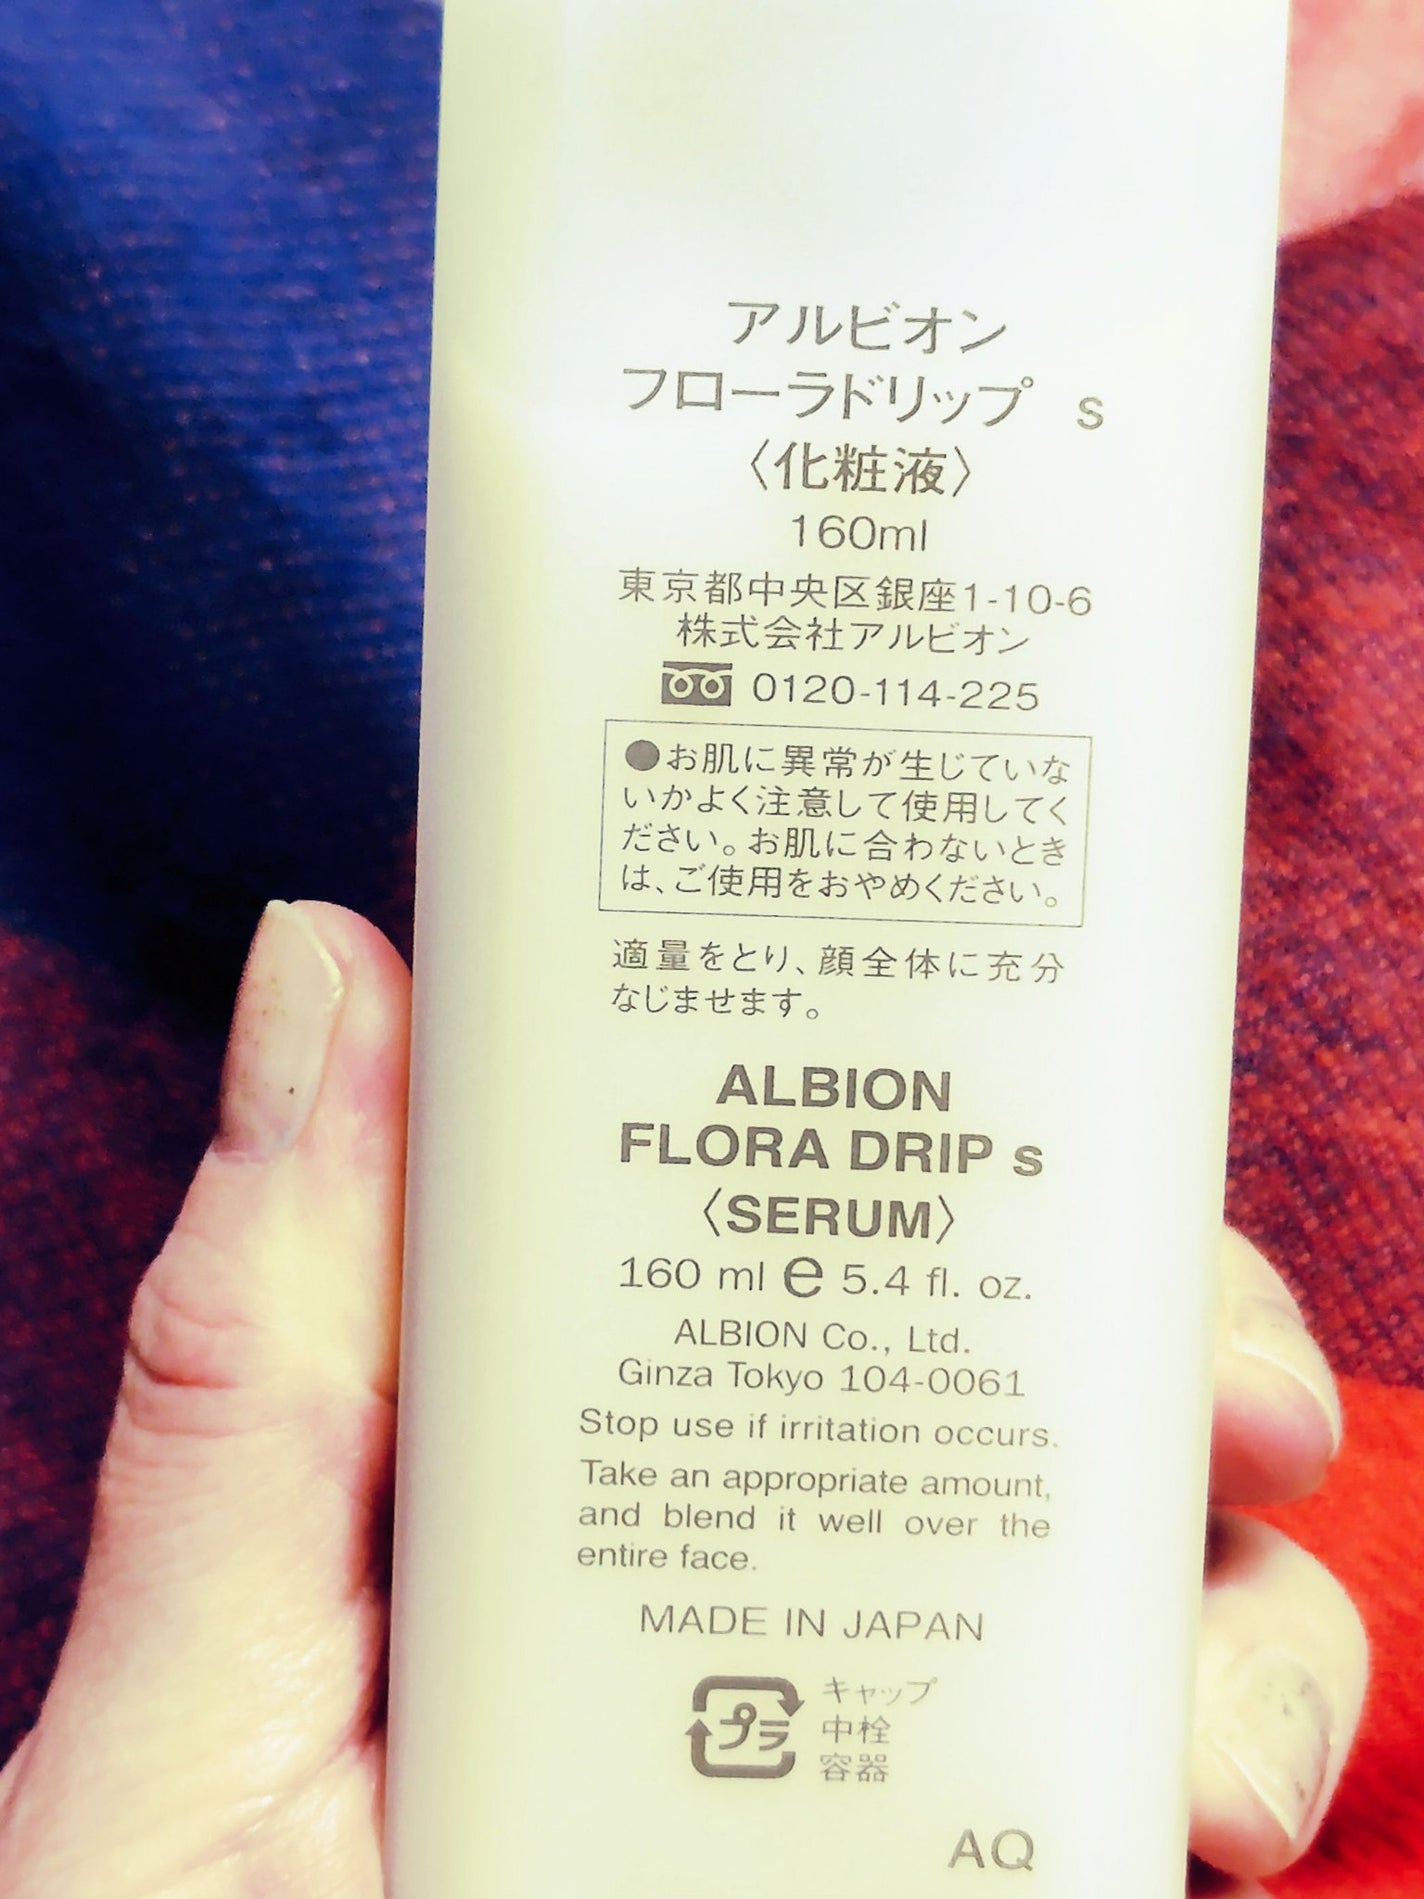 アルビオン
フローラドリップ s
〈化粧液〉
160ml
東京都中央区銀座1-10-6
株式会社アルビオン
0120-114-225
●お肌に異常が生じていな
いかよく注意して使用してく
ださい。お肌に合わないとき
は、ご使用をおやめください。
適量をとり、顔全体に充分
なじませます。
ALBION
FLORA DRIP s
〈SERUM〉
160 ml e 5.4 fl. oz.
ALBION Co., Ltd.
Ginza Tokyo 104-0061
Stop use if irritation occurs.
Take an appropriate amount,
and blend it well over the
entire face.
MADE IN JAPAN
プラ
キャップ
中栓
容器
AQ